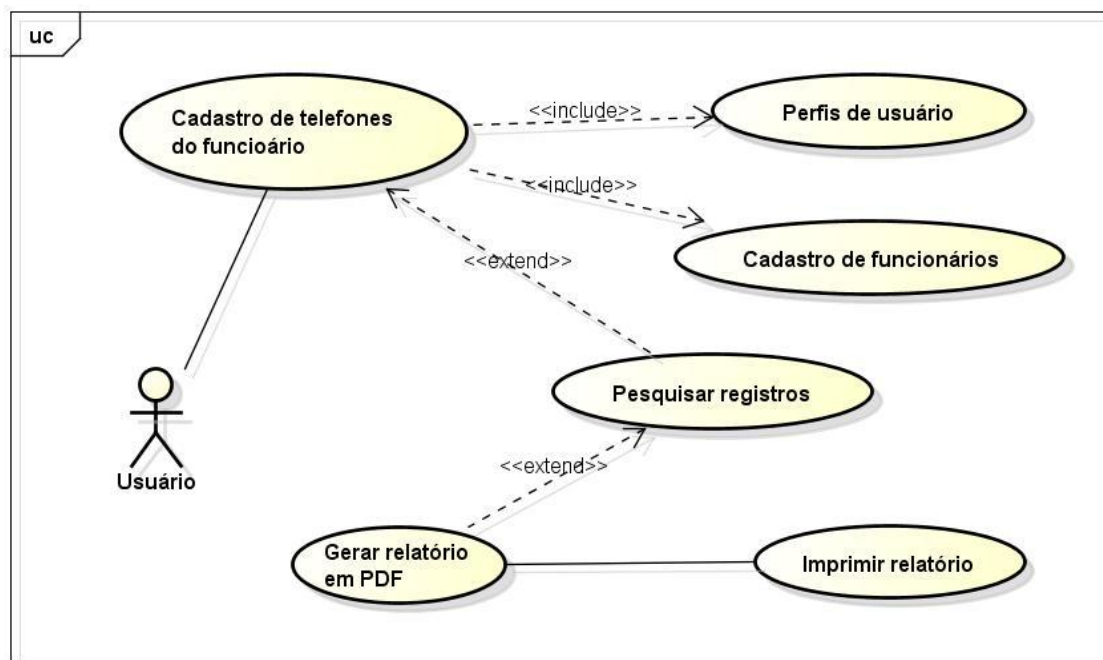 uc
Cadastro de telefones
do funcioário
<<include>>
Perfis de usuário
<<include>>
Cadastro de funcionários
<<extend>>
Pesquisar registros
<<extend>>
Usuário
Gerar relatório
em PDF
Imprimir relatório